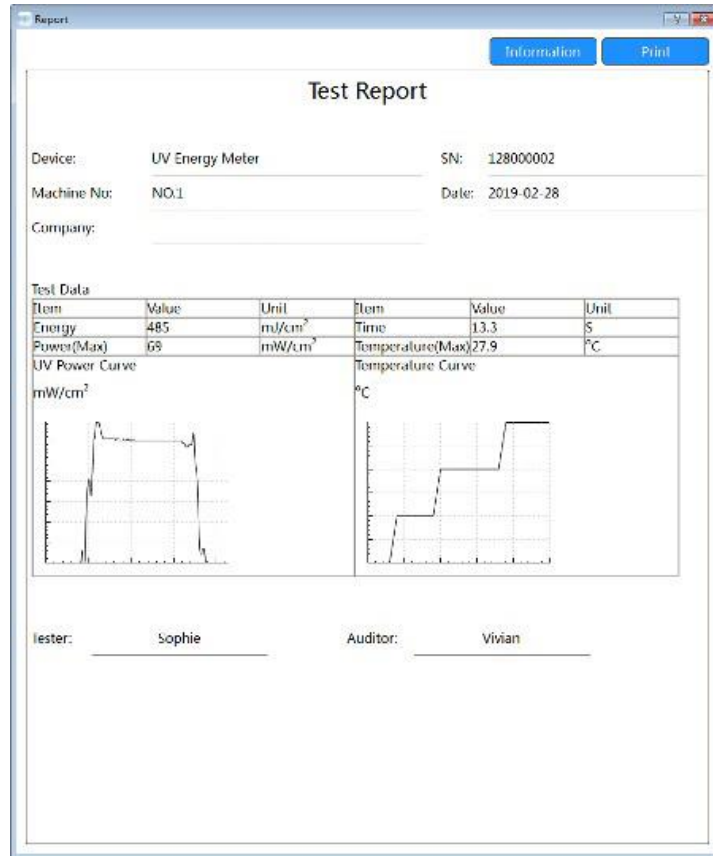 Report
Information Print
Test Report
Device: UV Energy Meter SN: 128000002
Machine No: NO.1 Date: 2019-02-28
Company:
Test Data
Item Value Unit Item Value Unit
Energy 485 mJ/cm² Time 13.3 S
Power(Max) 69 mW/cm² Temperature(Max) 27.9 °C
UV Power Curve Temperature Curve
mW/cm² °C
Tester: Sophie Auditor: Vivian